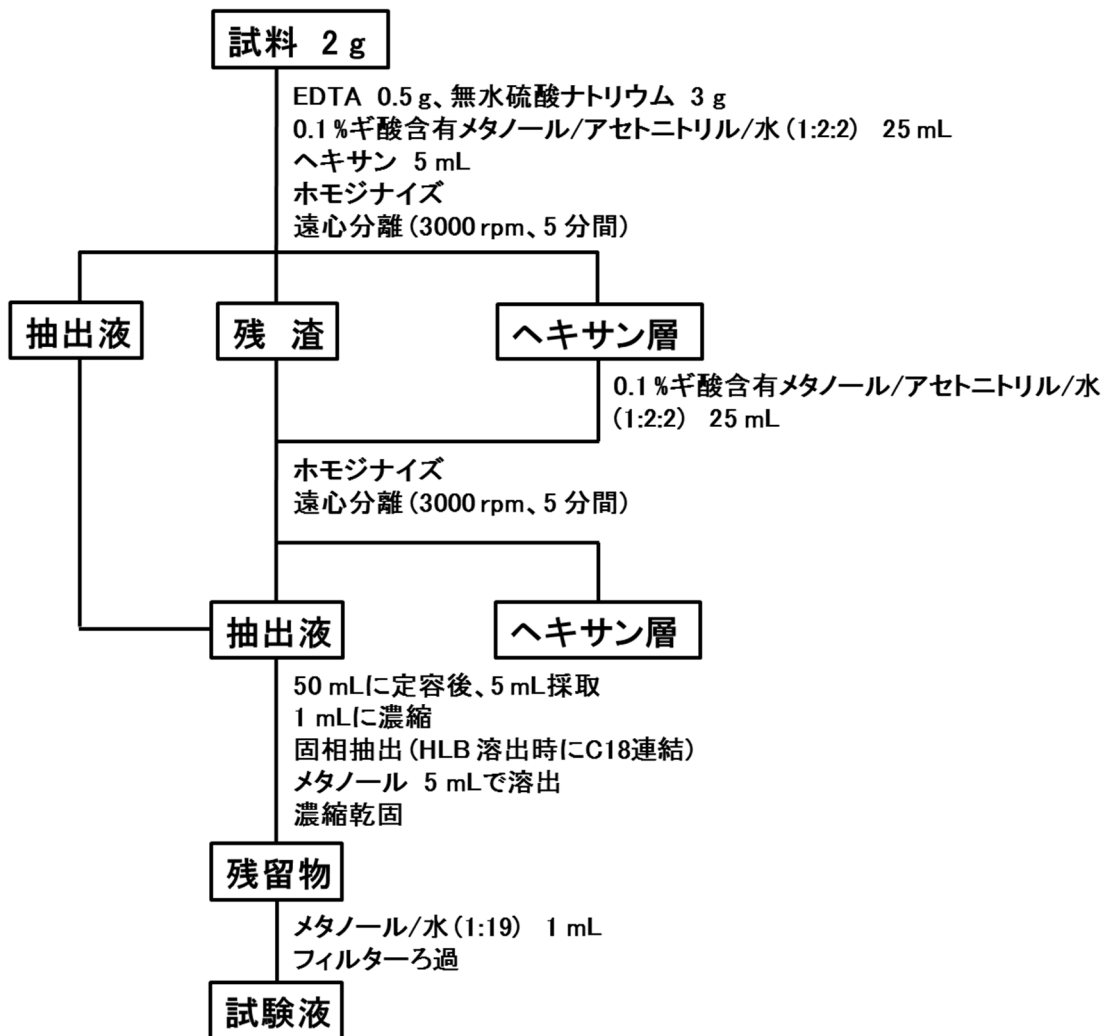 試料 2 g
EDTA 0.5 g、無水硫酸ナトリウム 3 g
0.1%ギ酸含有メタノール/アセトニトリル/水(1:2:2) 25 mL
ヘキサン 5 mL
ホモジナイズ
遠心分離(3000 rpm、5 分間)
抽出液
残 渣
ヘキサン層
0.1%ギ酸含有メタノール/アセトニトリル/水
(1:2:2) 25 mL
ホモジナイズ
遠心分離(3000 rpm、5 分間)
抽出液
ヘキサン層
50 mLに定容後、5 mL採取
1 mLに濃縮
固相抽出(HLB 溶出時にC18連結)
メタノール 5 mLで溶出
濃縮乾固
残留物
メタノール/水(1:19) 1 mL
フィルターろ過
試験液